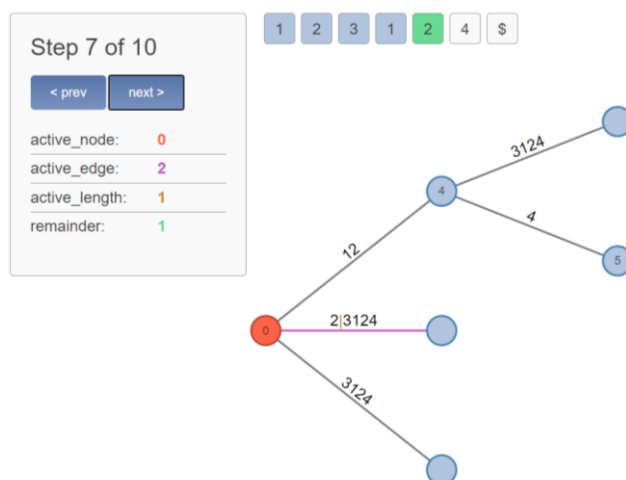 Step 7 of 10
< prev next >
active_node: 0
active_edge: 2
active_length: 1
remainder: 1
1 2 3 1 2 4 $
3124
4
4
5
12
0
2|3124
3124